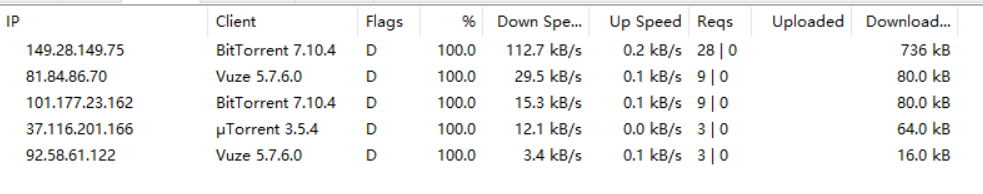 IP Client Flags % Down Spe... Up Speed Reqs Uploaded Download...
149.28.149.75 BitTorrent 7.10.4 D 100.0 112.7 kB/s 0.2 kB/s 28 | 0 736 kB
81.84.86.70 Vuze 5.7.6.0 D 100.0 29.5 kB/s 0.1 kB/s 9 | 0 80.0 kB
101.177.23.162 BitTorrent 7.10.4 D 100.0 15.3 kB/s 0.1 kB/s 9 | 0 80.0 kB
37.116.201.166 µTorrent 3.5.4 D 100.0 12.1 kB/s 0.0 kB/s 3 | 0 64.0 kB
92.58.61.122 Vuze 5.7.6.0 D 100.0 3.4 kB/s 0.1 kB/s 3 | 0 16.0 kB